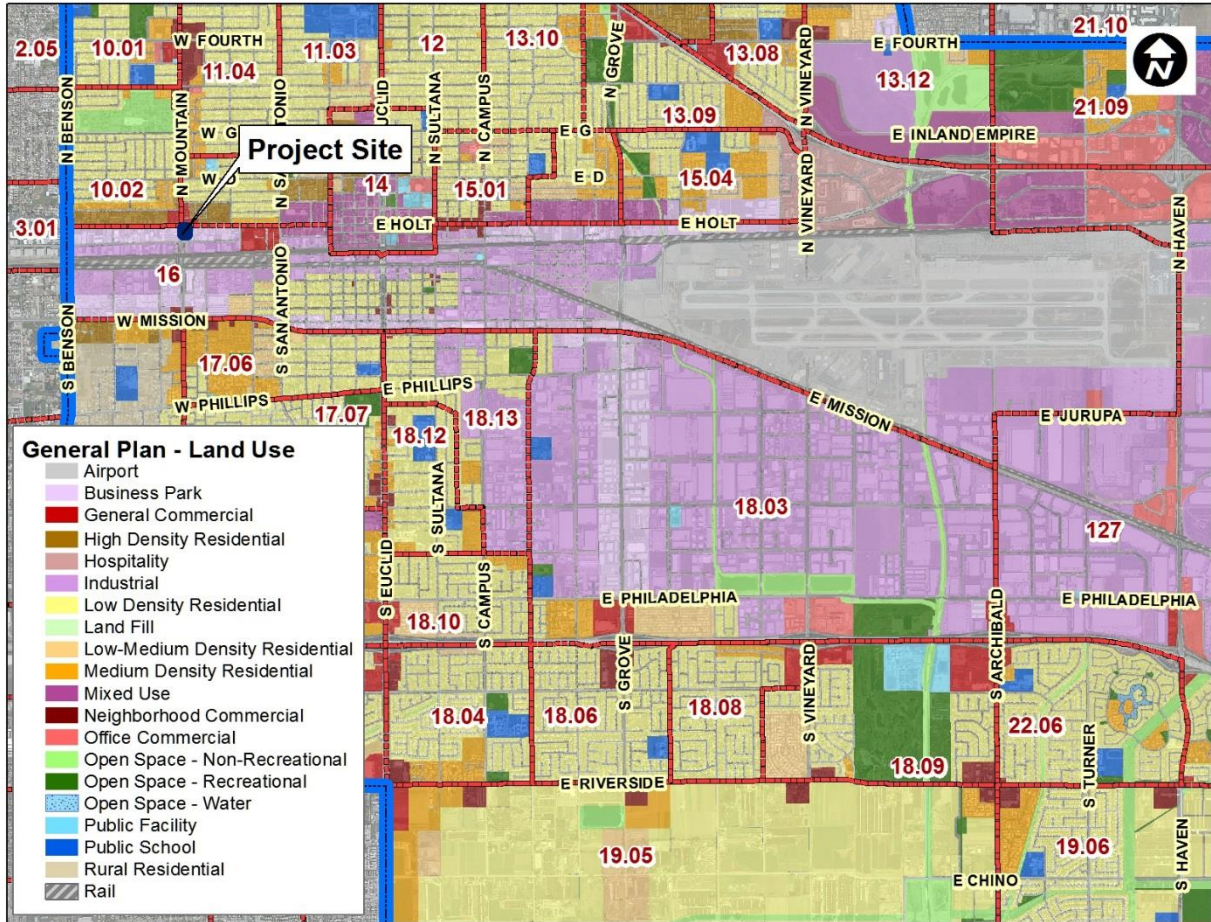 2.05
10.01
W FOURTH
11.03
12
13.10
N GROVE
13.08
N VINEYARD
E FOURTH
21.10
N
11.04
13.12
N BENSON
N MOUNTAIN
EUCLID
N SULTANA
N CAMPUS
13.09
21.09
W G
E G
E INLAND EMPIRE
Project Site
10.02
14
15.01
E D
15.04
N VINEYARD
3.01
E HOLT
E HOLT
N HAVEN
16
S SAN ANTONIO
S BENSON
W MISSION
17.06
W PHILLIPS
E PHILLIPS
17.07
18.13
E MISSION
E JURUPA
18.12
S SULTANA
18.03
127
General Plan - Land Use
Airport
Business Park
General Commercial
High Density Residential
Hospitality
Industrial
Low Density Residential
Land Fill
Low-Medium Density Residential
Medium Density Residential
Mixed Use
Neighborhood Commercial
Office Commercial
Open Space - Non-Recreational
Open Space - Recreational
Open Space - Water
Public Facility
Public School
Rural Residential
Rail
S EUCLID
S CAMPUS
18.10
E PHILADELPHIA
E PHILADELPHIA
S GROVE
S VINEYARD
S ARCHIBALD
18.04
18.06
18.08
18.09
22.06
S TURNER
E RIVERSIDE
19.05
19.06
E CHINO
S HAVEN